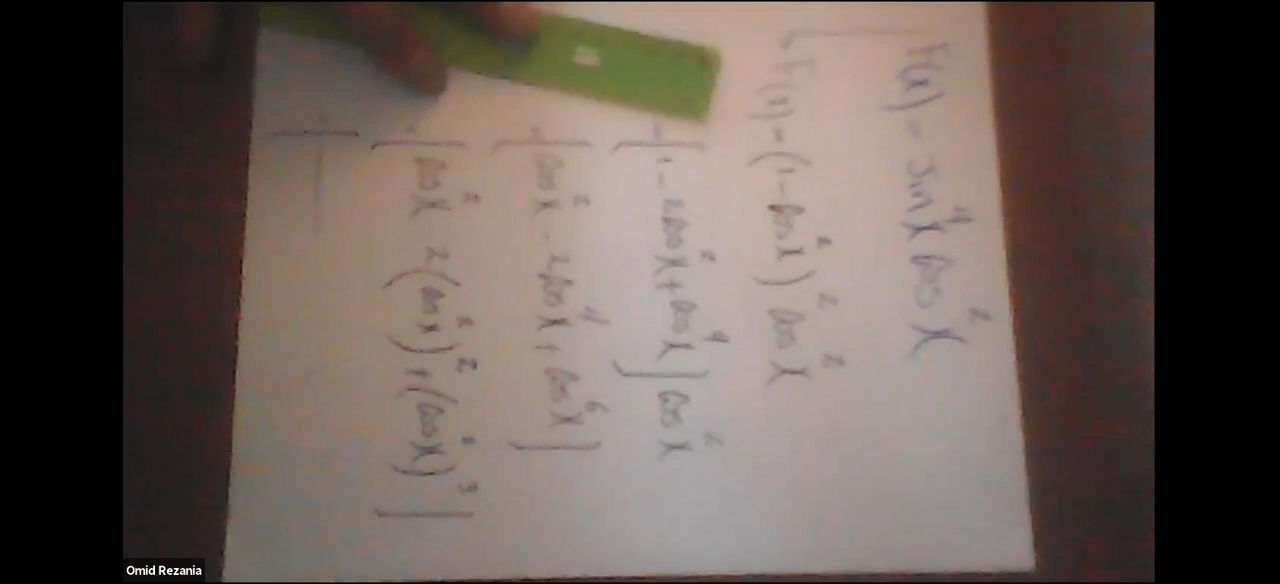 F(x) = sin⁴x cos²x
F(x) = (1 - cos²x)² cos²x
= [1 - 2cos²x + cos⁴x] cos²x
= [cos²x - 2cos⁴x + cos⁶x]
= [cos²x 2(cos²x)² + (cos²x)³]
= [
Omid Rezania